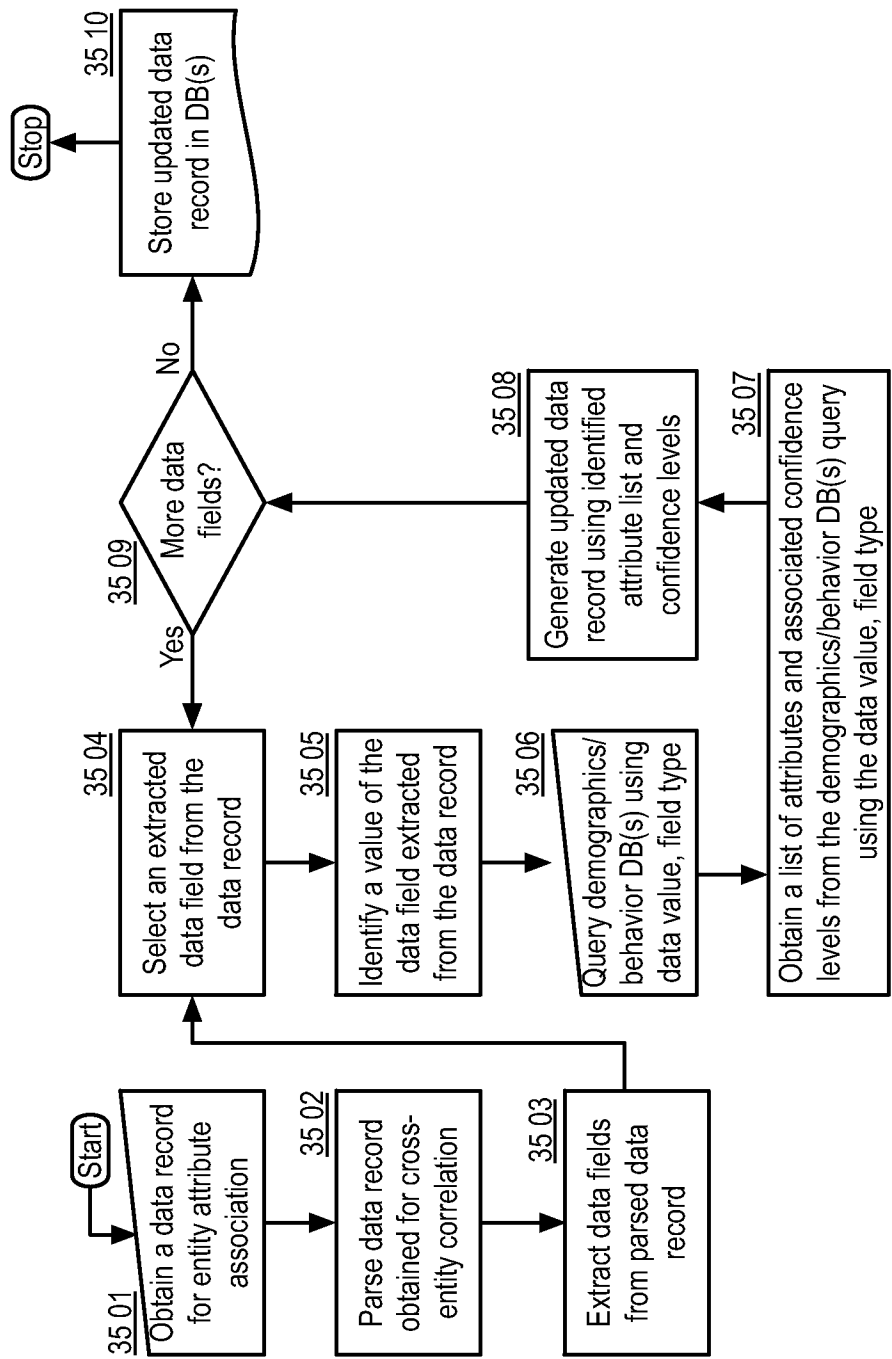 Start
35 01
Obtain a data record
for entity attribute
association
35 02
Parse data record
obtained for cross-
entity correlation
35 03
Extract data fields
from parsed data
record
35 04
Select an extracted
data field from the
data record
35 05
Identify a value of the
data field extracted
from the data record
35 06
Query demographics/
behavior DB(s) using
data value, field type
35 07
Obtain a list of attributes and associated confidence
levels from the demographics/behavior DB(s) query
using the data value, field type
35 08
Generate updated data
record using identified
attribute list and
confidence levels
35 09
More data
fields?
Yes
No
35 10
Store updated data
record in DB(s)
Stop